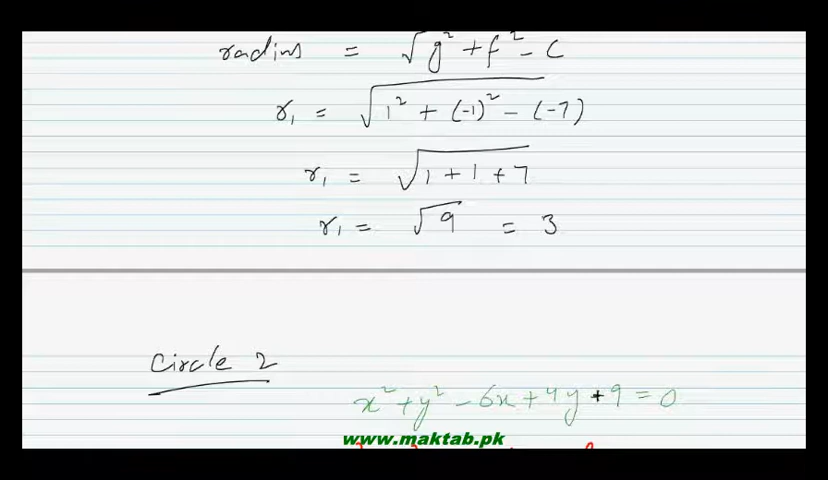 radius = √g² + f² - c
r₁ = √1² + (-1)² - (-7)
r₁ = √1 + 1 + 7
r₁ = √9 = 3
Circle 2
x² + y² - 6x + 4y + 9 = 0
www.maktab.pk